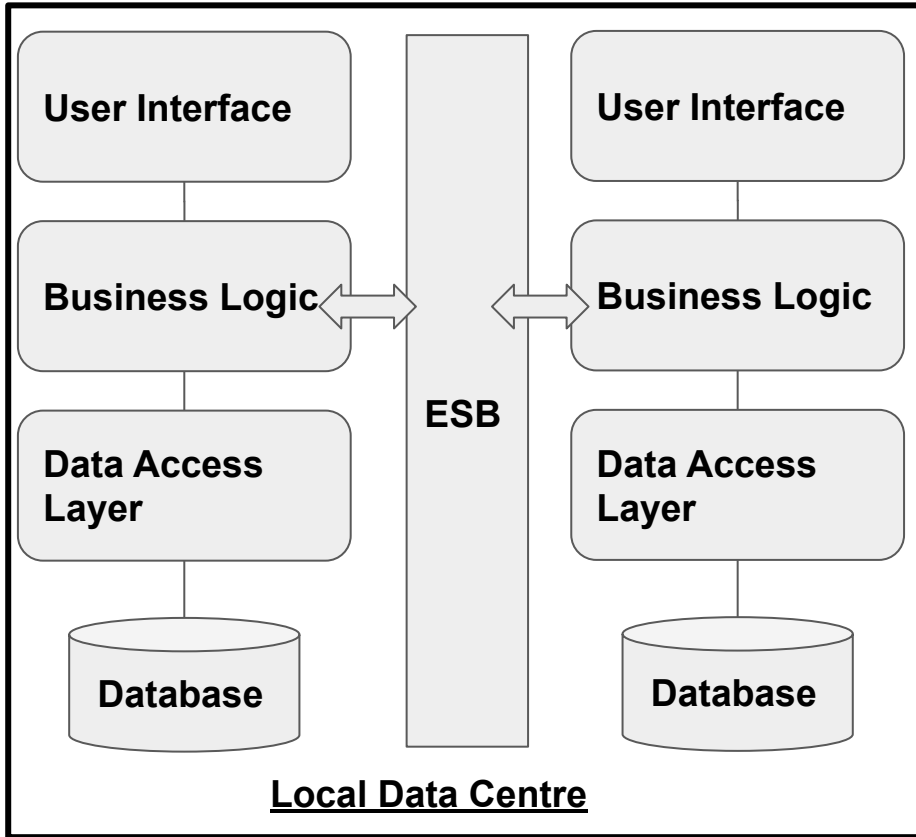 User Interface
Business Logic
Data Access
Layer
Database
ESB
User Interface
Business Logic
Data Access
Layer
Database
Local Data Centre